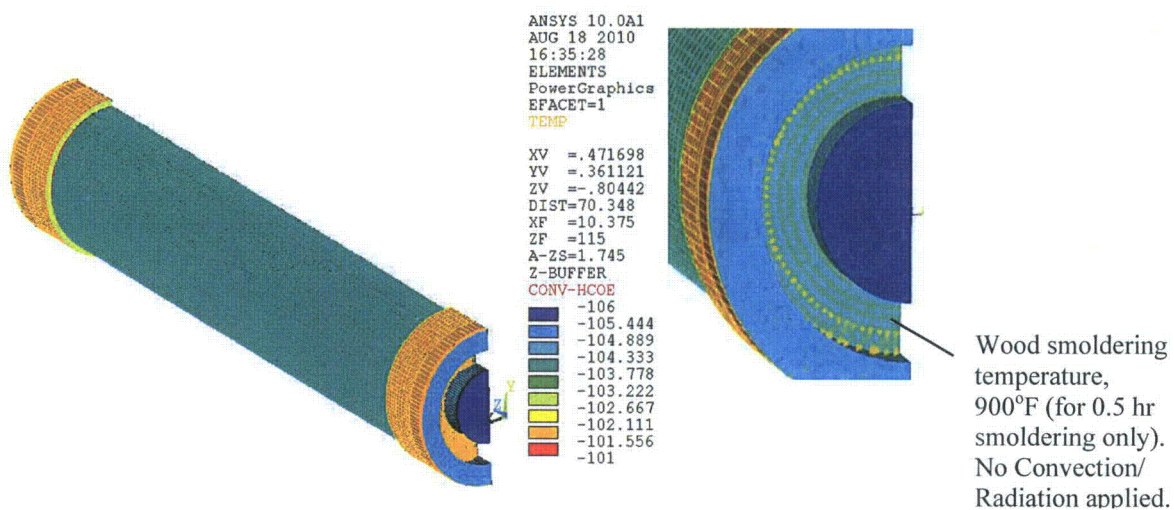 ANSYS 10.0A1
AUG 18 2010
16:35:28
ELEMENTS
PowerGraphics
EFACET=1
TEMP
XV =.471698
YV =.361121
ZV =-.80442
DIST=70.348
XF =10.375
ZF =115
A-ZS=1.745
Z-BUFFER
CONV-HCOE
-106
-105.444
-104.889
-104.333
-103.778
-103.222
-102.667
-102.111
-101.556
-101
Y
Z
Wood smoldering
temperature,
900°F (for 0.5 hr
smoldering only).
No Convection/
Radiation applied.